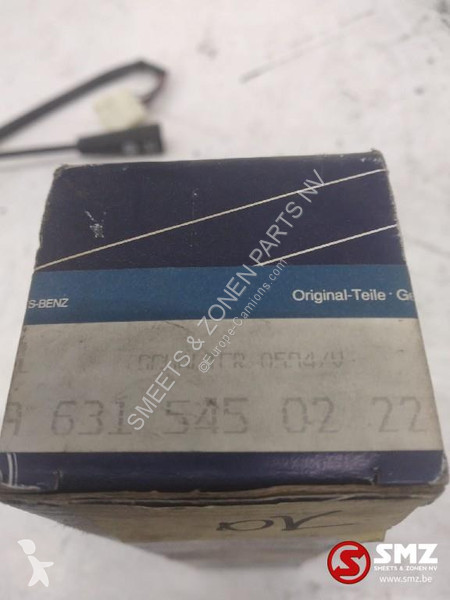 S-BENZ
Original-Teile · Ge
A 631 545 02 22
SMEETS & ZONEN PARTS NV
©Europe-Camions.com
SMZ
SMEETS & ZONEN NV
www.smz.be